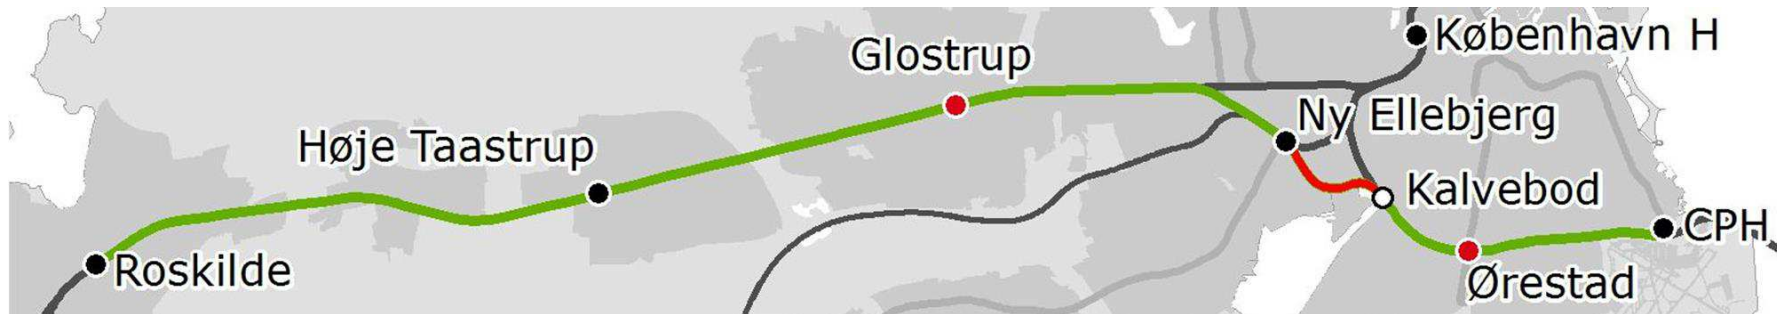 København H
Glostrup
Ny Ellebjerg
Høje Taastrup
Kalvebod
CPH
Roskilde
Ørestad